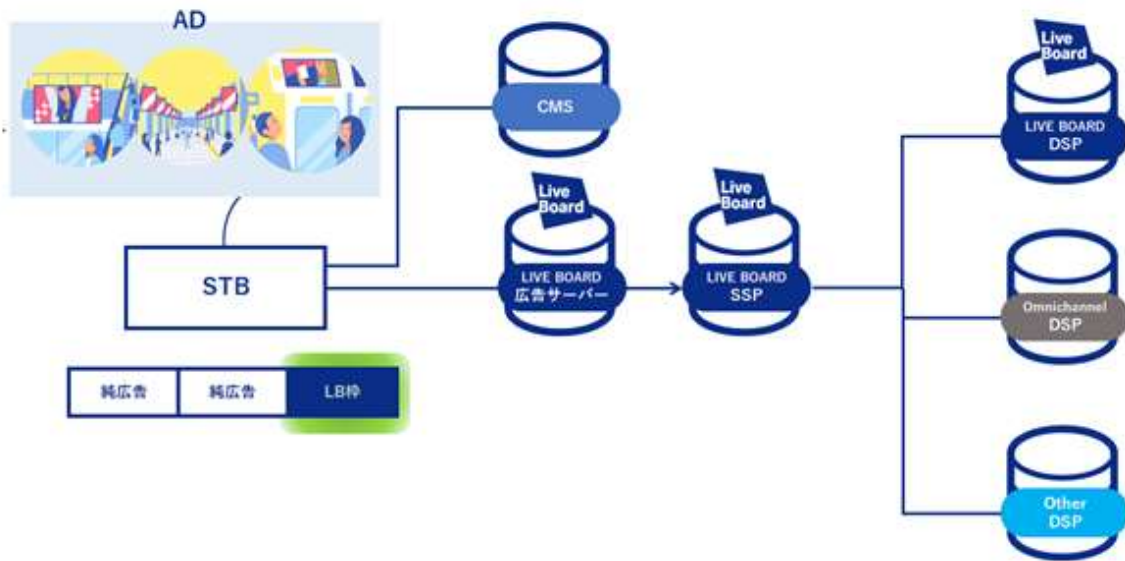 AD
CMS
Live
Board
LIVE BOARD
DSP
Live
Board
LIVE BOARD
広告サーバー
Live
Board
LIVE BOARD
SSP
STB
Omnichannel
DSP
純広告
純広告
LB枠
Other
DSP